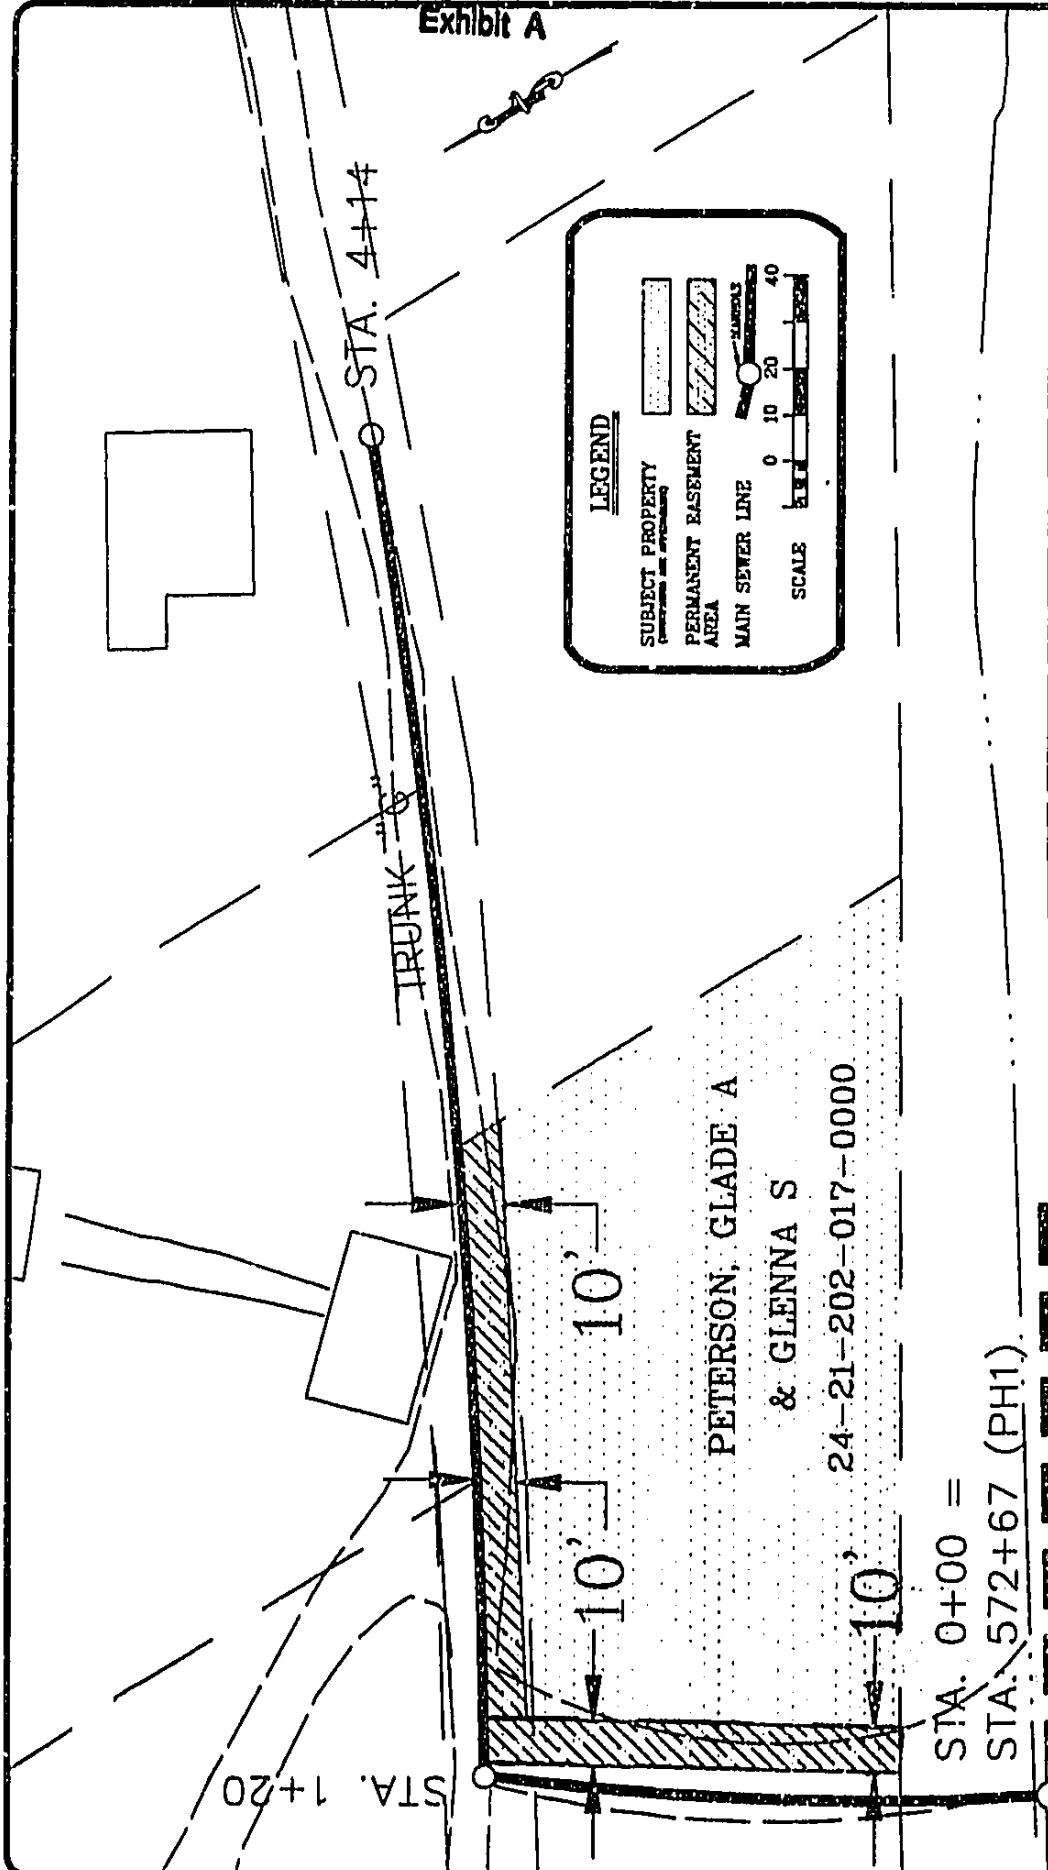 Exhibit A
STA. 4+14
TRUNK "G"
STA. 1+20
LEGEND
SUBJECT PROPERTY
PERMANENT EASEMENT
AREA
MAIN SEWER LINE
MANHOLE
SCALE
0 10 20 40
10'
10'
10'
PETERSON, GLADE A
& GLENNA S
24-21-202-017-0000
STA. 0+00 =
STA. 572+67 (PH1)